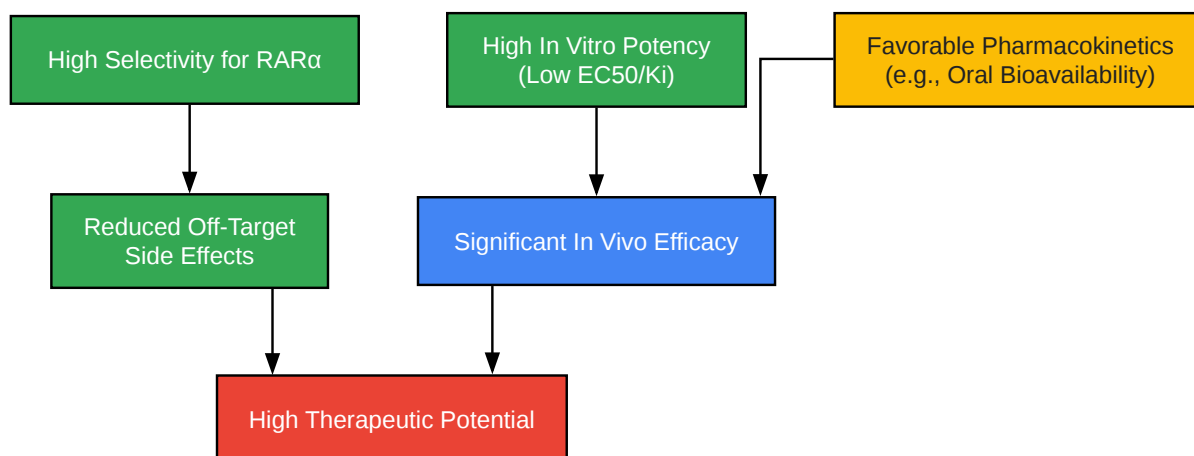 High Selectivity for RARα
High In Vitro Potency
(Low EC50/Ki)
Favorable Pharmacokinetics
(e.g., Oral Bioavailability)
Reduced Off-Target
Side Effects
Significant In Vivo Efficacy
High Therapeutic Potential